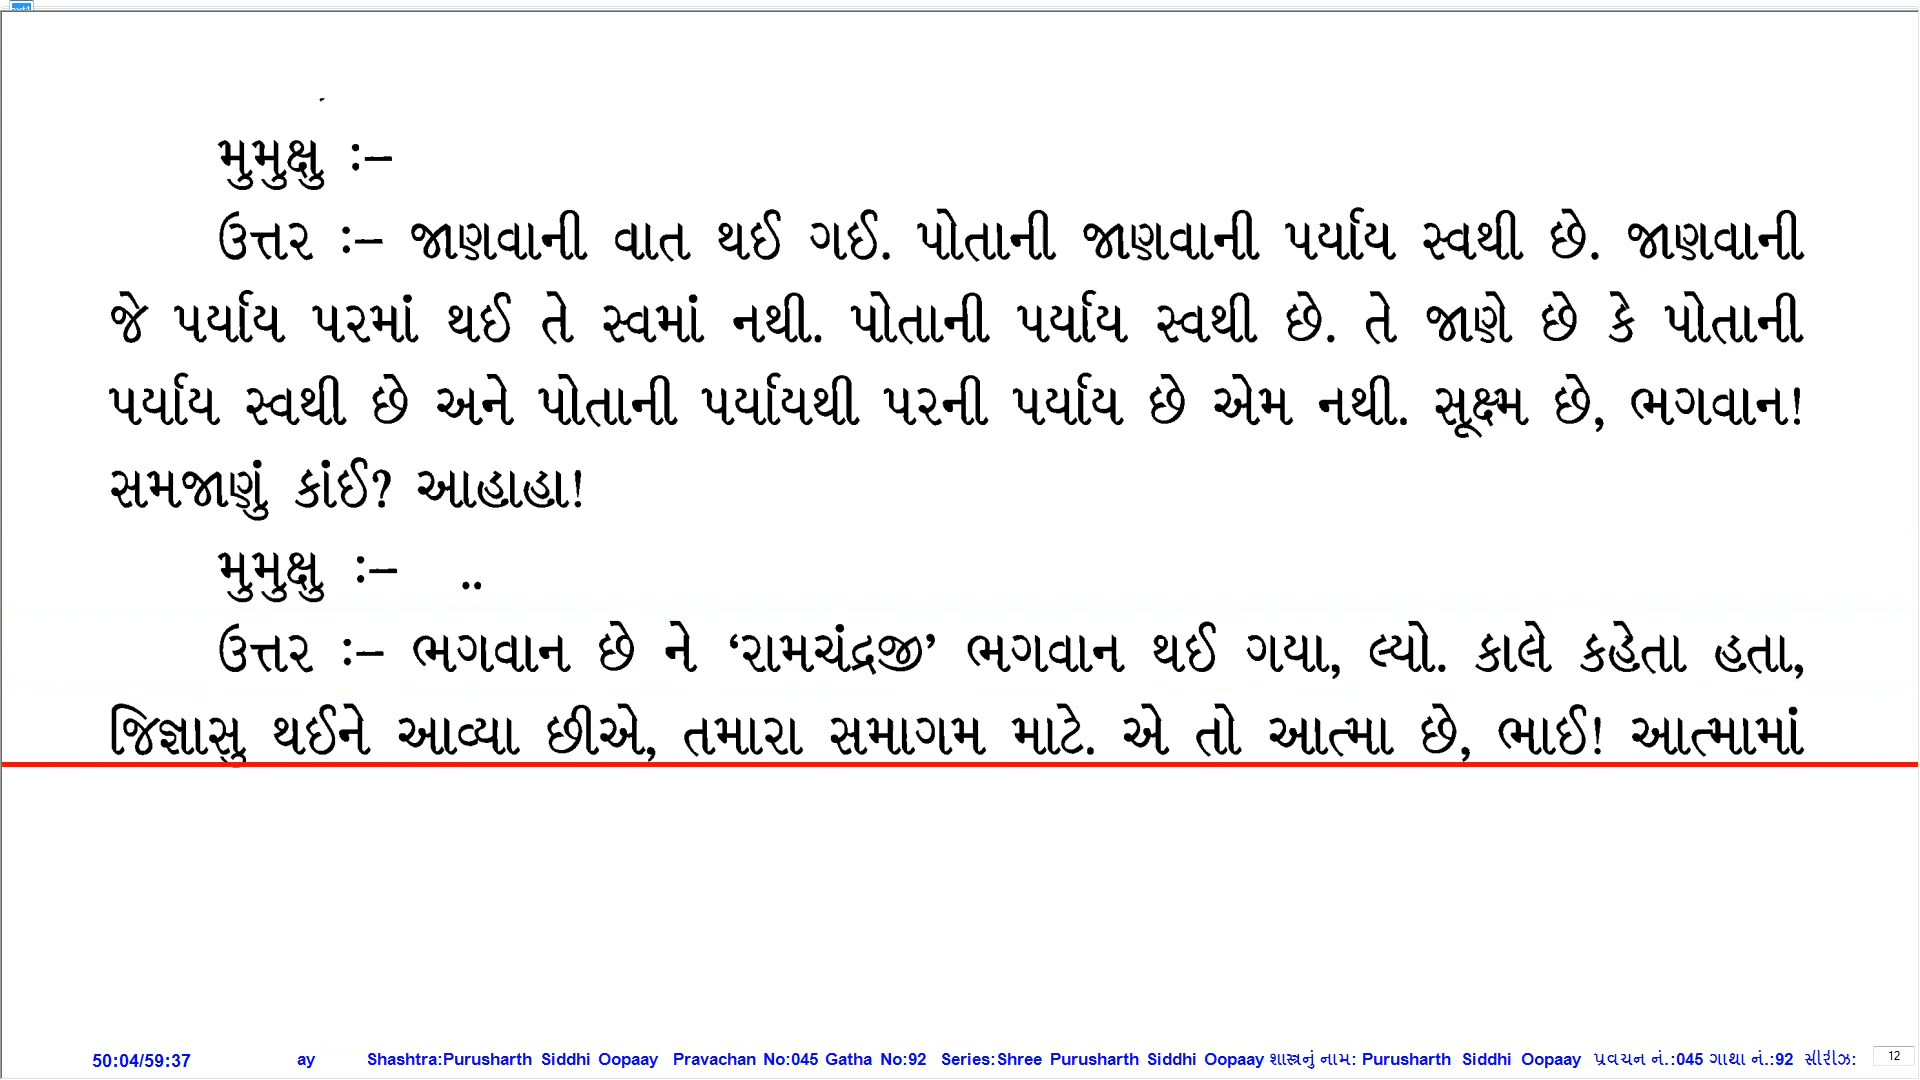 મુમુક્ષુ :–
ઉત્તર :– જાણવાની વાત થઈ ગઈ. પોતાની જાણવાની પર્યાય સ્વથી છે. જાણવાની
જે પર્યાય પરમાં થઈ તે સ્વમાં નથી. પોતાની પર્યાય સ્વથી છે. તે જાણે છે કે પોતાની
પર્યાય સ્વથી છે અને પોતાની પર્યાયથી પરની પર્યાય છે એમ નથી. સૂક્ષ્મ છે, ભગવાન!
સમજાણું કાંઈ? આહાહા!
મુમુક્ષુ :– ..
ઉત્તર :– ભગવાન છે ને ‘રામચંદ્રજી’ ભગવાન થઈ ગયા, લ્યો. કાલે કહેતા હતા,
જિજ્ઞાસુ થઈને આવ્યા છીએ, તમારા સમાગમ માટે. એ તો આત્મા છે, ભાઈ! આત્મામાં
50:04/59:37 ay Shashtra:Purusharth Siddhi Oopaay Pravachan No:045 Gatha No:92 Series:Shree Purusharth Siddhi Oopaay શાસ્ત્રનું નામ: Purusharth Siddhi Oopaay પ્રવચન નં.:045 ગાથા નં.:92 સીરીઝ: 12